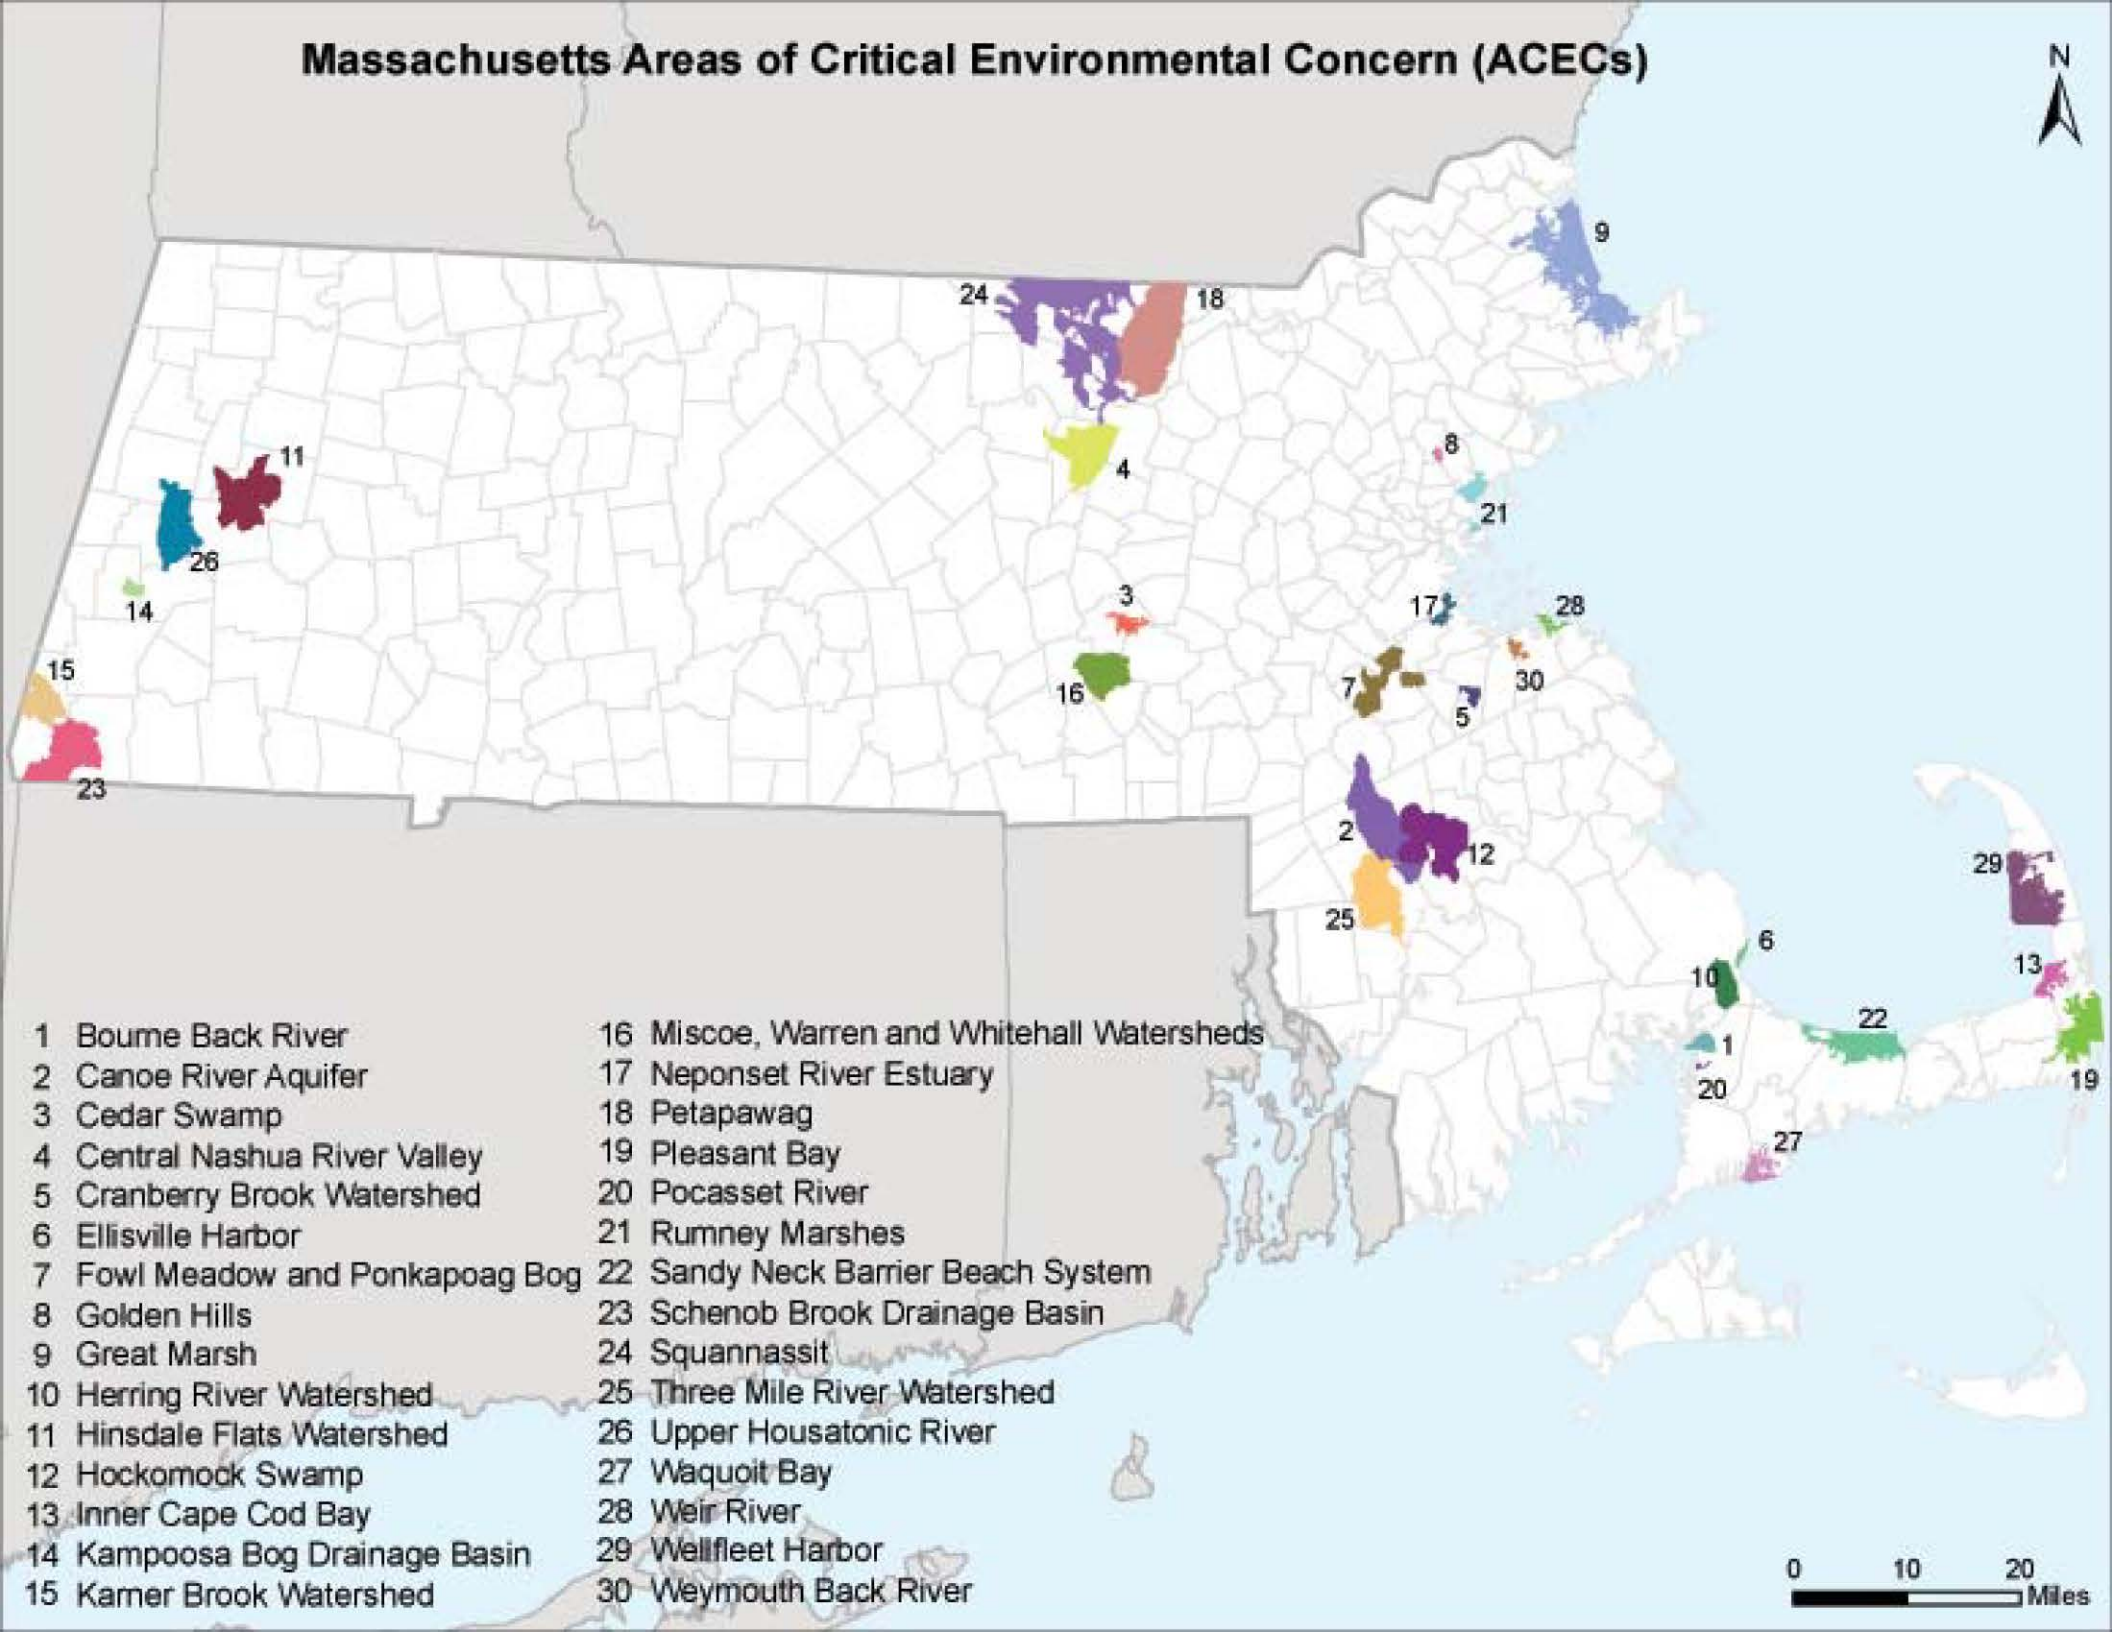 Massachusetts Areas of Critical Environmental Concern (ACECs)
N
9
24
18
11
8
4
21
26
3
14
17
28
15
16
7
30
5
23
2
12
29
25
6
13
10
22
1
20
19
27
1 Bourne Back River
2 Canoe River Aquifer
3 Cedar Swamp
4 Central Nashua River Valley
5 Cranberry Brook Watershed
6 Ellisville Harbor
7 Fowl Meadow and Ponkapoag Bog
8 Golden Hills
9 Great Marsh
10 Herring River Watershed
11 Hinsdale Flats Watershed
12 Hockomock Swamp
13 Inner Cape Cod Bay
14 Kampoosa Bog Drainage Basin
15 Karner Brook Watershed
16 Miscoe, Warren and Whitehall Watersheds
17 Neponset River Estuary
18 Petapawag
19 Pleasant Bay
20 Pocasset River
21 Rumney Marshes
22 Sandy Neck Barrier Beach System
23 Schenob Brook Drainage Basin
24 Squannassit
25 Three Mile River Watershed
26 Upper Housatonic River
27 Waquoit Bay
28 Weir River
29 Wellfleet Harbor
30 Weymouth Back River
0 10 20
Miles